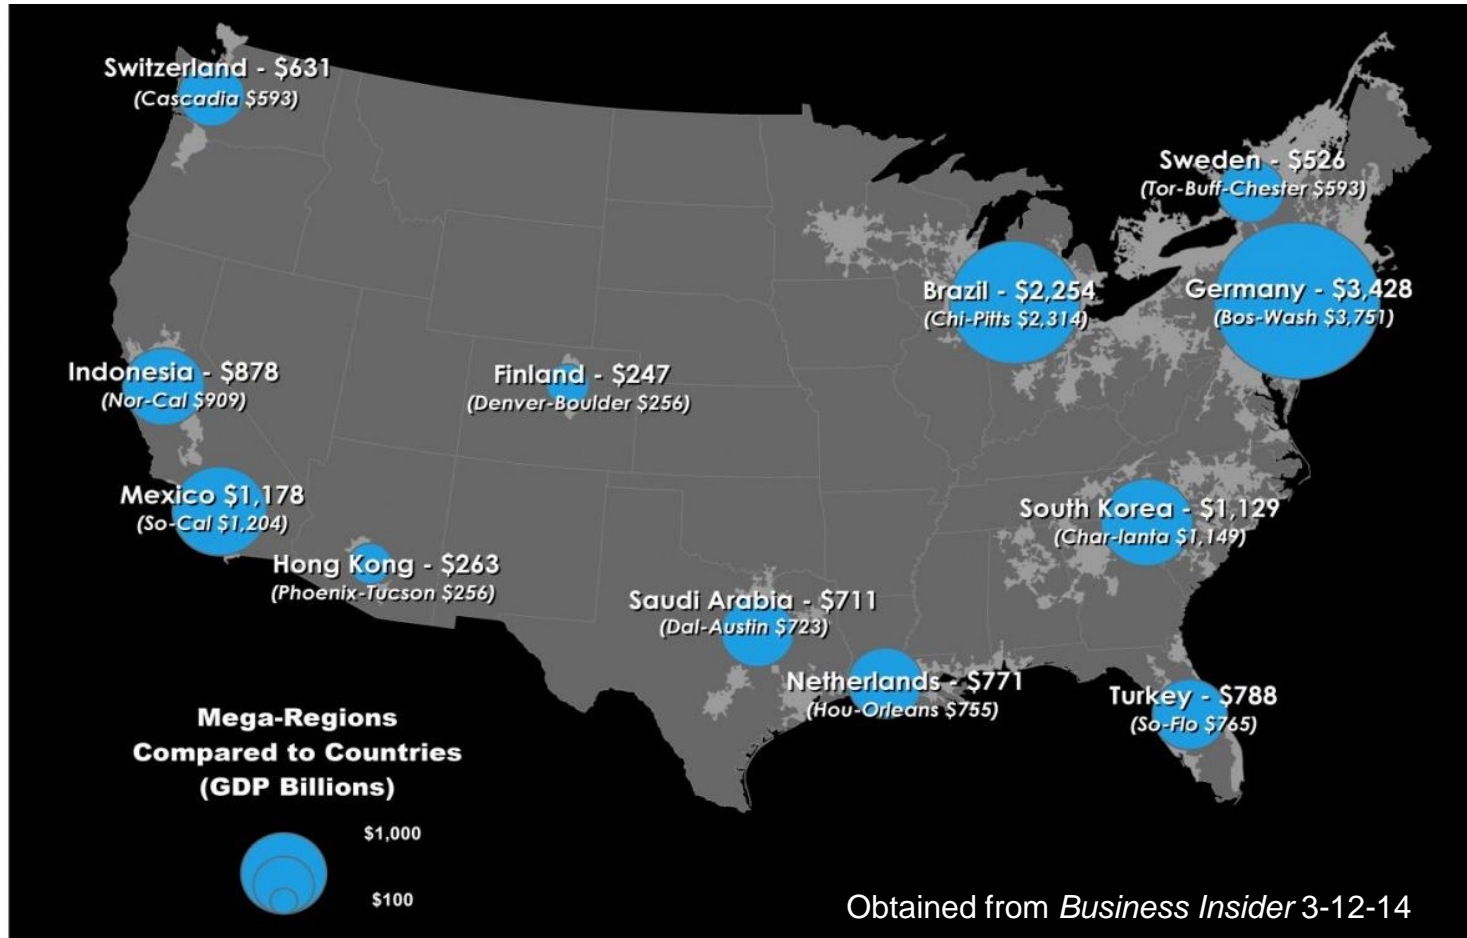 Switzerland - $631
(Cascadia $593)
Sweden - $526
(Tor-Buff-Chester $593)
Brazil - $2,254
(Chi-Pitts $2,314)
Germany - $3,428
(Bos-Wash $3,751)
Indonesia - $878
(Nor-Cal $909)
Finland - $247
(Denver-Boulder $256)
Mexico $1,178
(So-Cal $1,204)
South Korea - $1,129
(Char-lanta $1,149)
Hong Kong - $263
(Phoenix-Tucson $256)
Saudi Arabia - $711
(Dal-Austin $723)
Netherlands - $771
(Hou-Orleans $755)
Turkey - $788
(So-Flo $765)
Mega-Regions
Compared to Countries
(GDP Billions)
$1,000
$100
Obtained from Business Insider 3-12-14